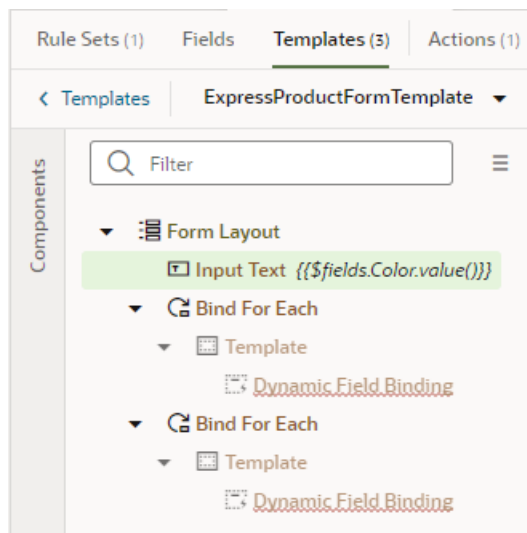 Rule Sets (1) Fields Templates (3) Actions (1)
Templates ExpressProductFormTemplate
Components
Filter
Form Layout
Input Text {{$fields.Color.value()}}
Bind For Each
Template
Dynamic Field Binding
Bind For Each
Template
Dynamic Field Binding